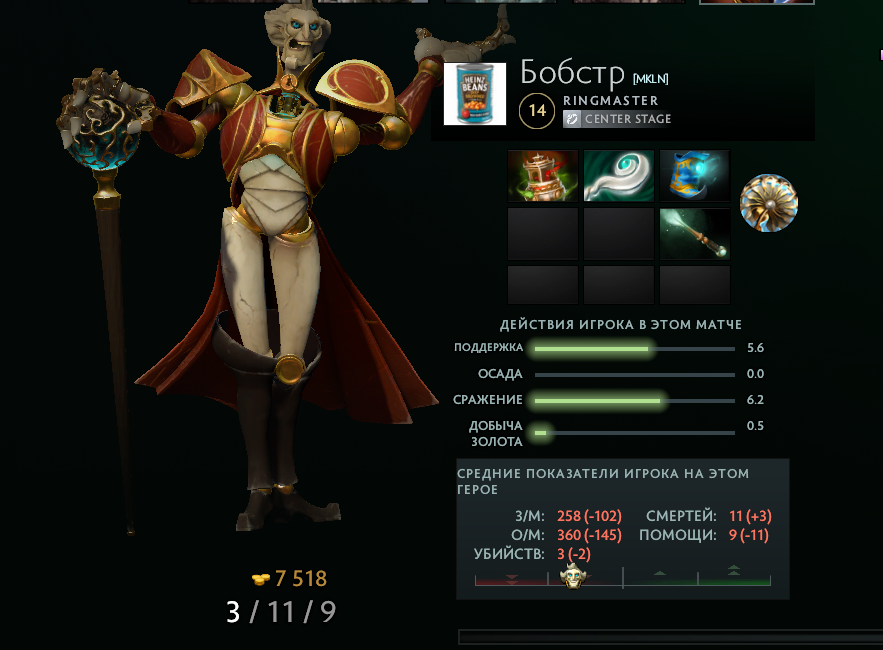 HEINZ
BEANS
Бобстр [MKLN]
14
RINGMASTER
CENTER STAGE
ДЕЙСТВИЯ ИГРОКА В ЭТОМ МАТЧЕ
ПОДДЕРЖКА 5.6
ОСАДА 0.0
СРАЖЕНИЕ 6.2
ДОБЫЧА ЗОЛОТА 0.5
СРЕДНИЕ ПОКАЗАТЕЛИ ИГРОКА НА ЭТОМ
ГЕРОЕ
З/М: 258 (-102) СМЕРТЕЙ: 11 (+3)
О/М: 360 (-145) ПОМОЩИ: 9 (-11)
УБИЙСТВ: 3 (-2)
7 518
3 / 11 / 9